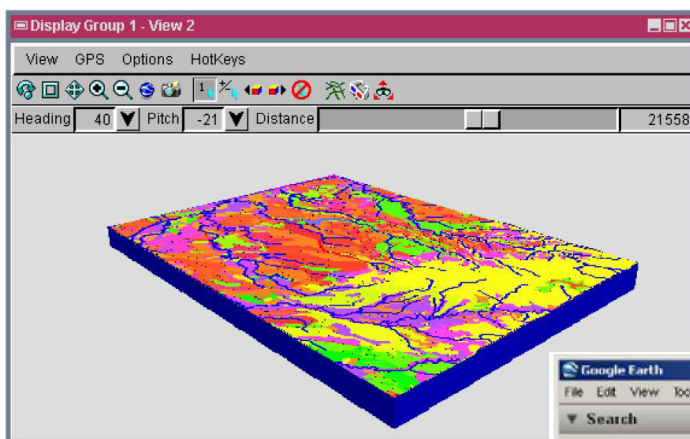 Display Group 1 - View 2
View GPS Options HotKeys
1
Heading 40 Pitch -21 Distance 21558
Google Earth
File Edit View
Search